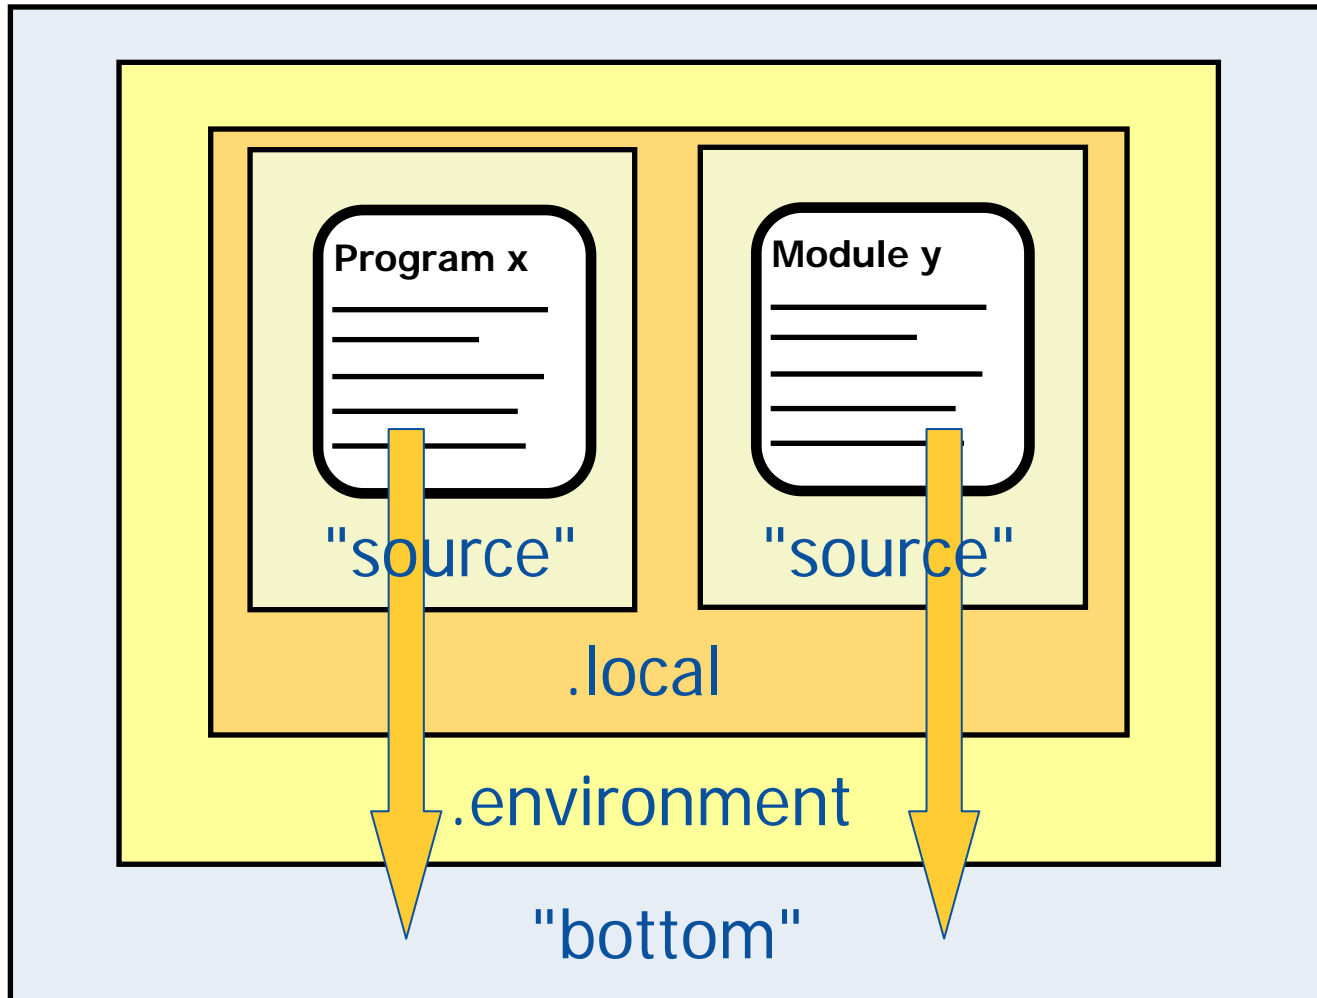 Program x
Module y
"source"
"source"
.local
.environment
"bottom"